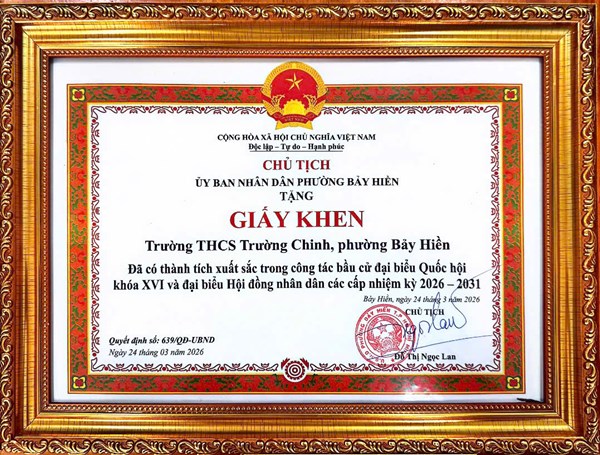 CỘNG HÒA XÃ HỘI CHỦ NGHĨA VIỆT NAM
Độc lập – Tự do – Hạnh phúc
CHỦ TỊCH
ỦY BAN NHÂN DÂN PHƯỜNG BẢY HIỀN
TẶNG
GIẤY KHEN
Trường THCS Trường Chinh, phường Bảy Hiền
Đã có thành tích xuất sắc trong công tác bầu cử đại biểu Quốc hội
khóa XVI và đại biểu Hội đồng nhân dân các cấp nhiệm kỳ 2026 – 2031
Bảy Hiền, ngày 24 tháng 3 năm 2026
CHỦ TỊCH
Quyết định số: 639/QĐ-UBND
Ngày 24 tháng 03 năm 2026
Đỗ Thị Ngọc Lan